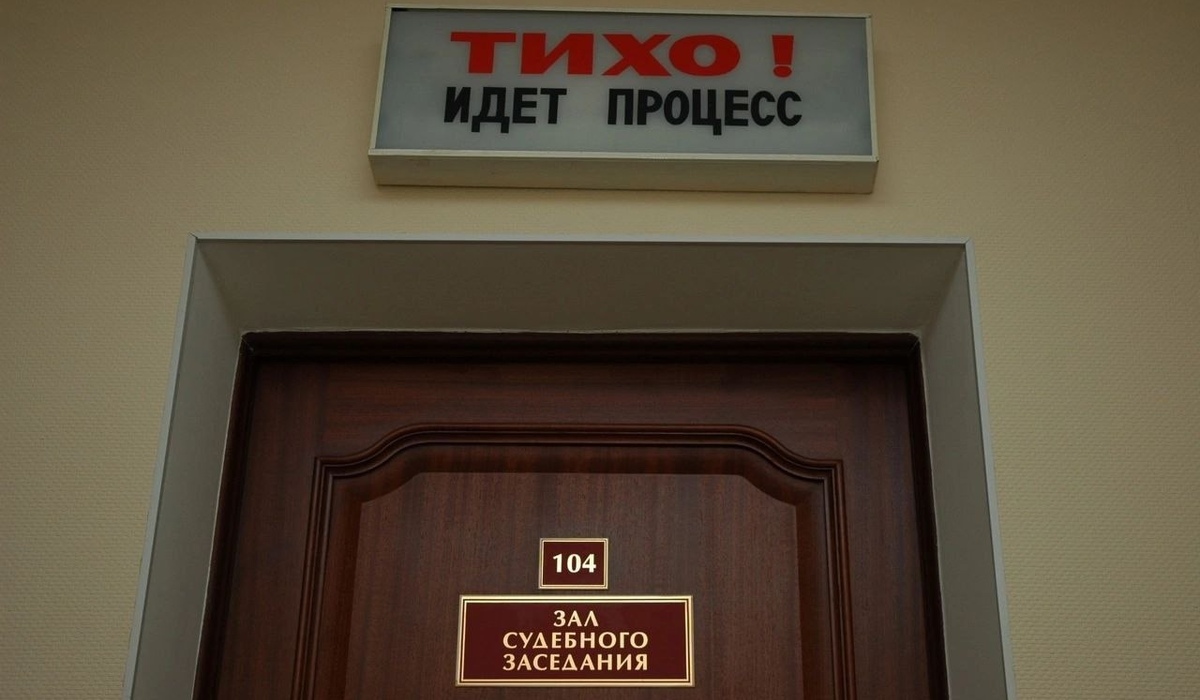 ТИХО!
ИДЕТ ПРОЦЕСС
104
ЗАЛ
СУДЕБНОГО
ЗАСЕДАНИЯ